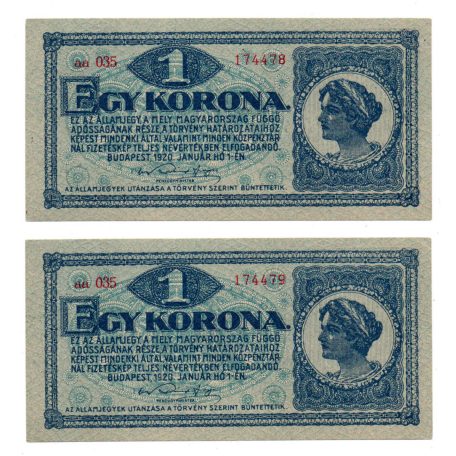 aa 035 1 174478
EGY KORONA.
EZ AZ ÁLLAMJEGY A MELY MAGYARORSZÁG FÜGGŐ
ADÓSSÁGÁNAK RÉSZE A TÖRVÉNY HATÁROZATAIHOZ
KÉPEST MINDENKI ÁLTAL VALAMINT MINDEN KÖZPÉNZTÁR-
NÁL FIZETÉSKÉP TELJES NÉVÉRTÉKBEN ELFOGADANDÓ.
BUDAPEST, 1920. JANUÁR HÓ 1-ÉN.
PÉNZÜGYMINISTER.
AZ ÁLLAMJEGYEK UTÁNZÁSA A TÖRVÉNY SZERINT BÜNTETTETIK.
aa 035 1 174479
EGY KORONA.
EZ AZ ÁLLAMJEGY A MELY MAGYARORSZÁG FÜGGŐ
ADÓSSÁGÁNAK RÉSZE A TÖRVÉNY HATÁROZATAIHOZ
KÉPEST MINDENKI ÁLTAL VALAMINT MINDEN KÖZPÉNZTÁR-
NÁL FIZETÉSKÉP TELJES NÉVÉRTÉKBEN ELFOGADANDÓ.
BUDAPEST, 1920. JANUÁR HÓ 1-ÉN.
PÉNZÜGYMINISTER.
AZ ÁLLAMJEGYEK UTÁNZÁSA A TÖRVÉNY SZERINT BÜNTETTETIK.